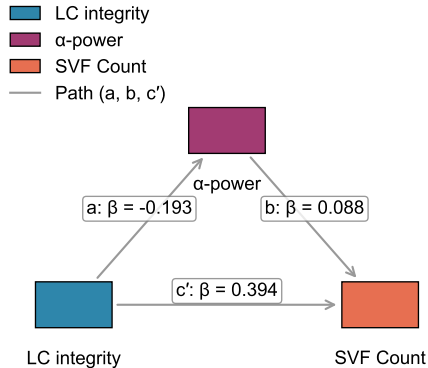 LC integrity
α-power
SVF Count
Path (a, b, c′)
α-power
a: β = -0.193
b: β = 0.088
c′: β = 0.394
LC integrity
SVF Count